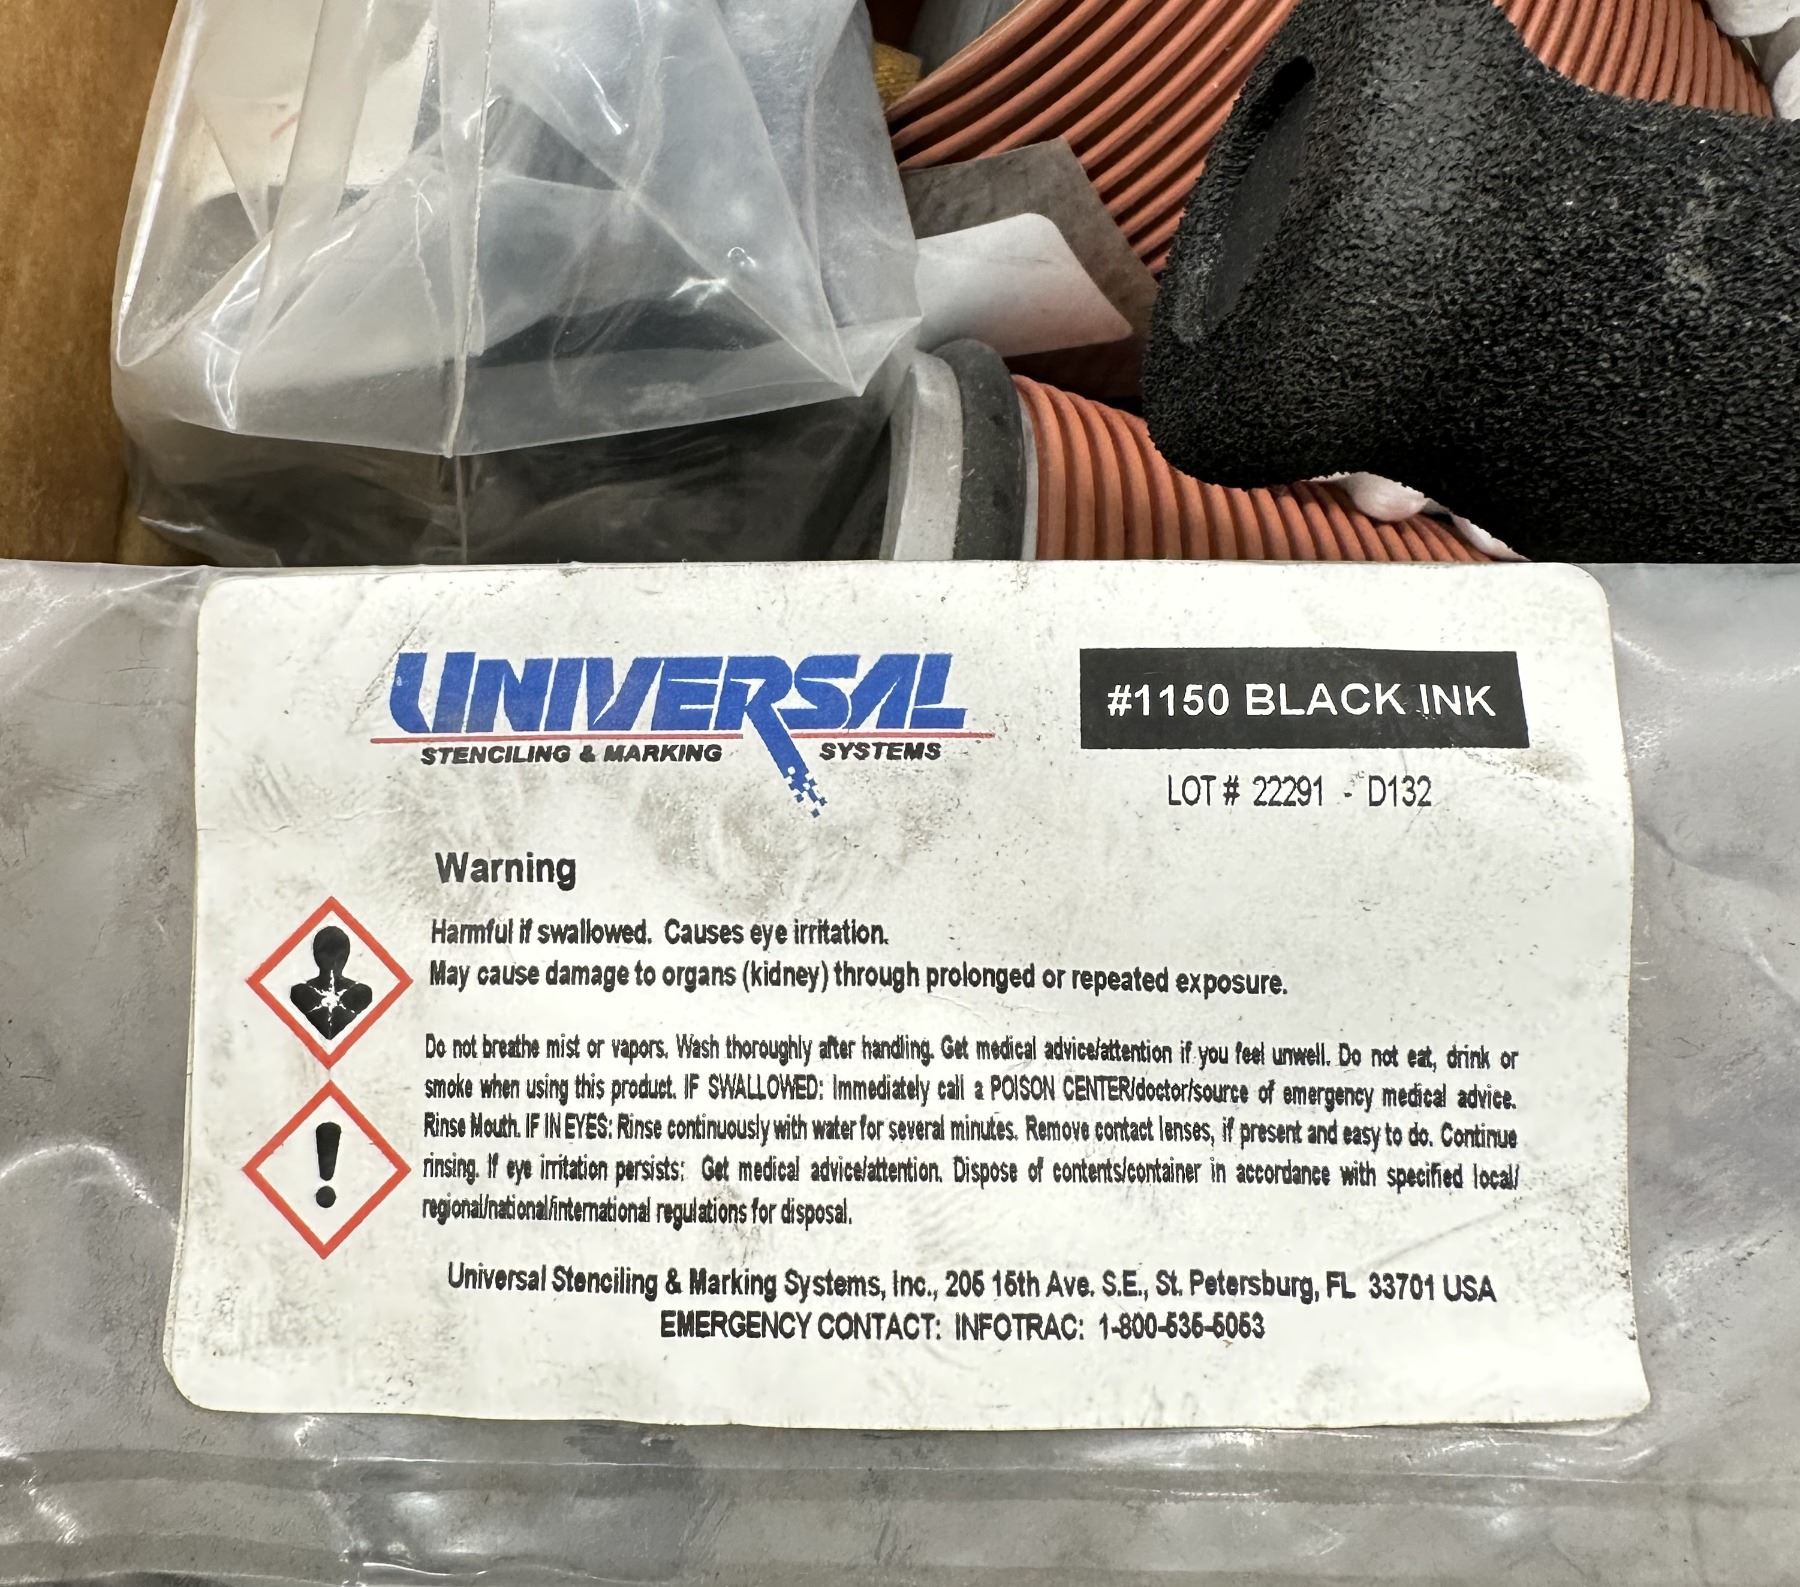 UNIVERSAL
STENCILING & MARKING SYSTEMS
#1150 BLACK INK
LOT # 22291 - D132
Warning
Harmful if swallowed. Causes eye irritation.
May cause damage to organs (kidney) through prolonged or repeated exposure.
Do not breathe mist or vapors. Wash thoroughly after handling. Get medical advice/attention if you feel unwell. Do not eat, drink or
smoke when using this product. IF SWALLOWED: Immediately call a POISON CENTER/doctor/source of emergency medical advice.
Rinse Mouth. IF IN EYES: Rinse continuously with water for several minutes. Remove contact lenses, if present and easy to do. Continue
rinsing. If eye irritation persists: Get medical advice/attention. Dispose of contents/container in accordance with specified local/
regional/national/international regulations for disposal.
Universal Stenciling & Marking Systems, Inc., 205 15th Ave. S.E., St. Petersburg, FL 33701 USA
EMERGENCY CONTACT: INFOTRAC: 1-800-535-5053